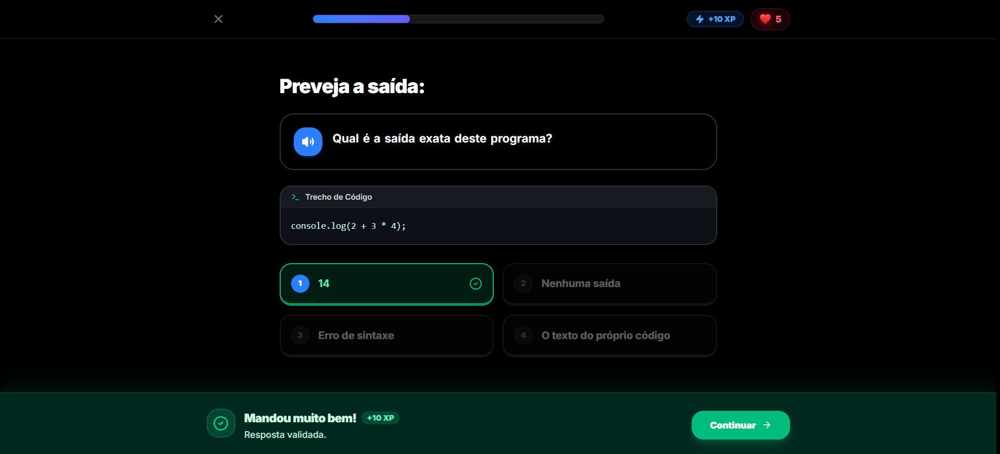 +10 XP
5
Preveja a saída:
Qual é a saída exata deste programa?
Trecho de Código
console.log(2 + 3 * 4);
1 14
2 Nenhuma saída
3 Erro de sintaxe
4 O texto do próprio código
Mandou muito bem! +10 XP
Resposta validada.
Continuar